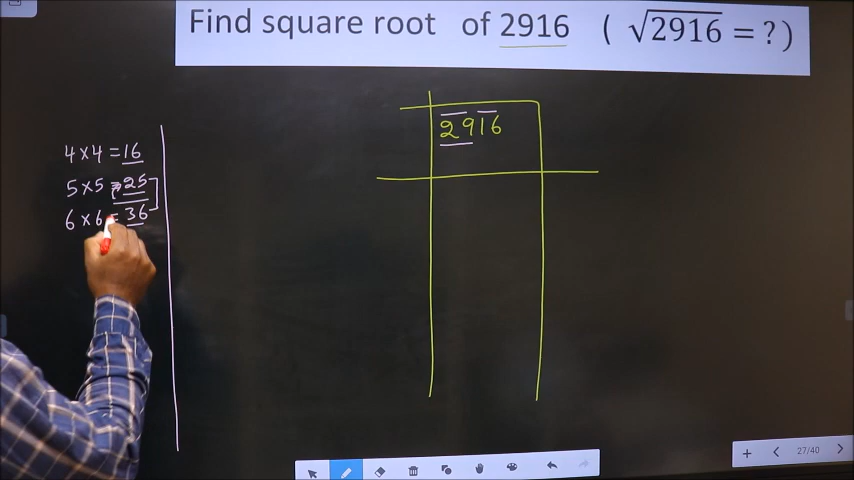 Find square root of 2916 ( √2916 = ? )
2916
4 × 4 = 16
5 × 5 = 25
6 × 6 = 36
27/40